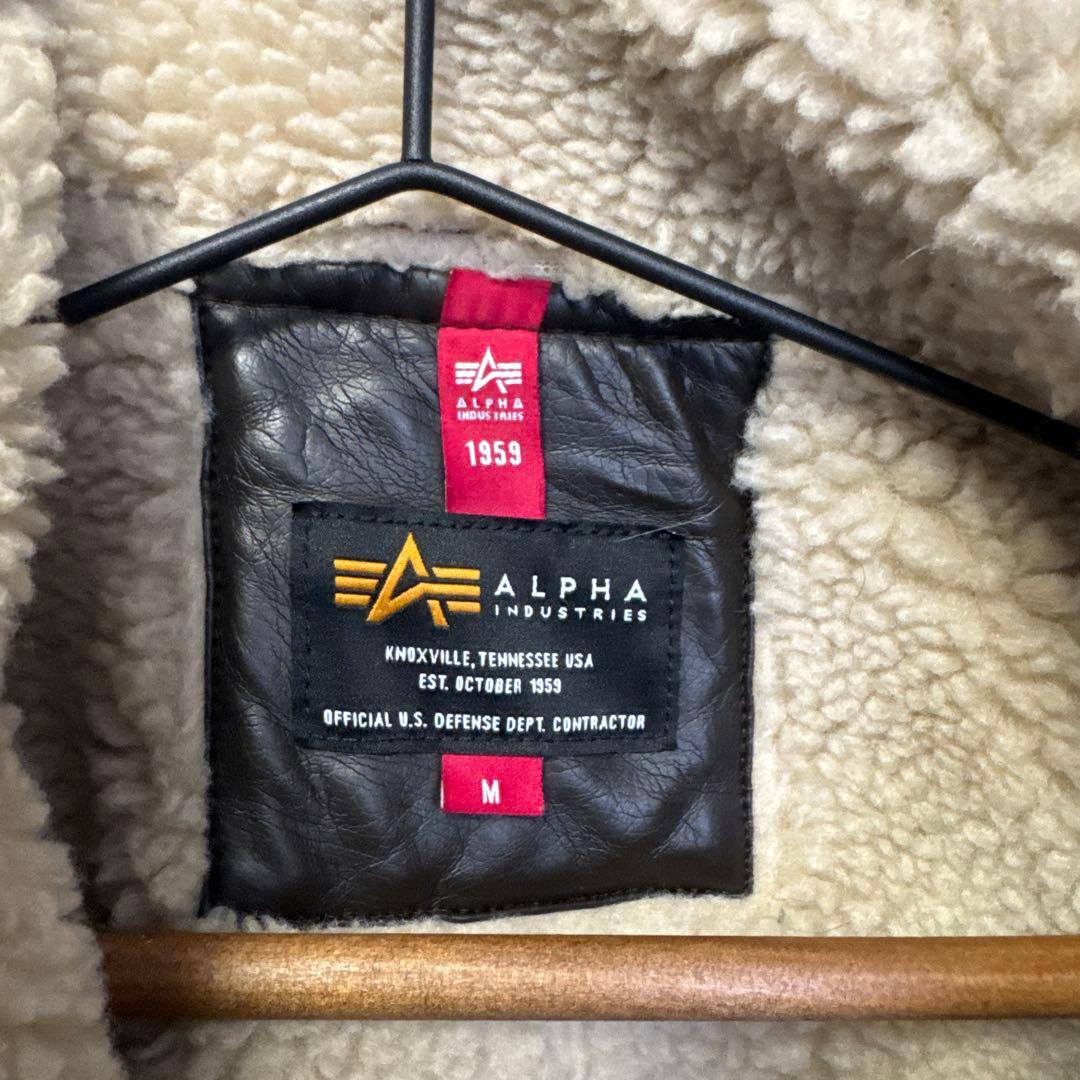 ALPHA
INDUSTRIES
1959
ALPHA
INDUSTRIES
KNOXVILLE, TENNESSEE USA
EST. OCTOBER 1959
OFFICIAL U.S. DEFENSE DEPT. CONTRACTOR
M